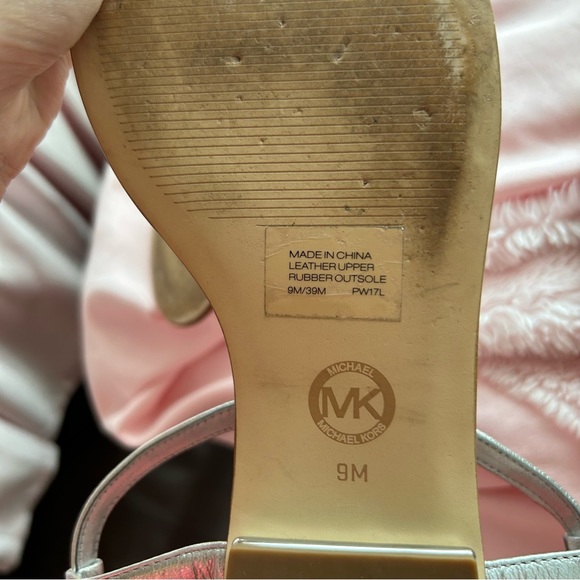 MADE IN CHINA
LEATHER UPPER
RUBBER OUTSOLE
9M/39M PW17L
MICHAEL
MK
MICHAEL KORS
9M